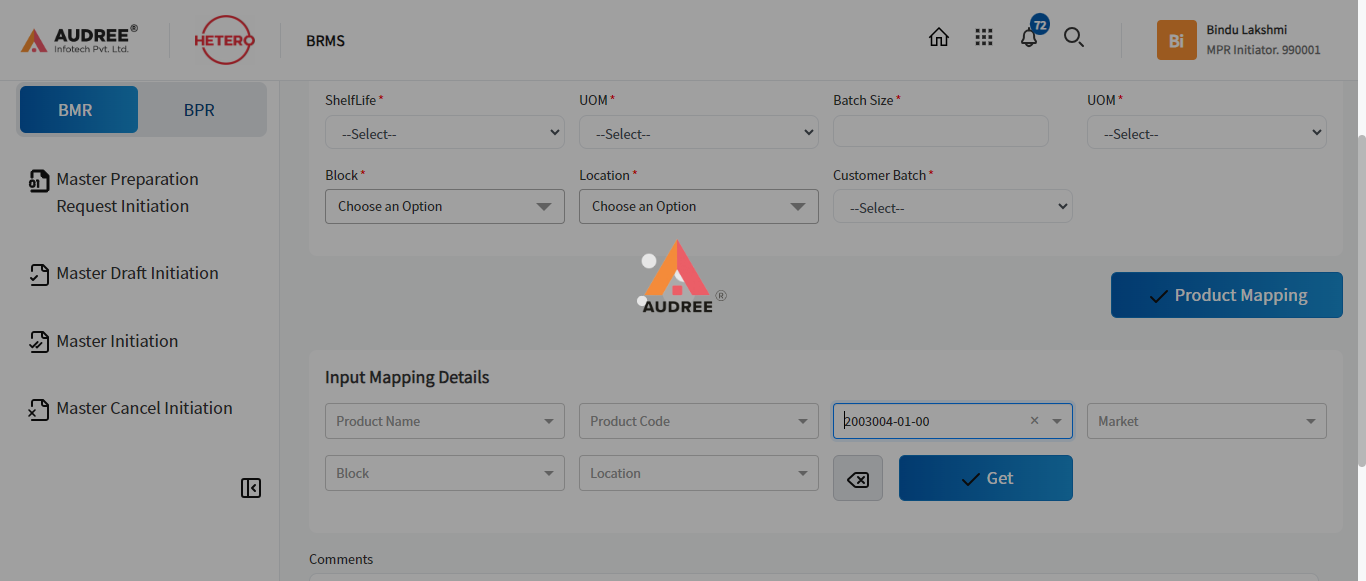 AUDREE®
Infotech Pvt. Ltd.
HETERO
BRMS
72
Bi
Bindu Lakshmi
MPR Initiator. 990001
BMR
BPR
Master Preparation
Request Initiation
Master Draft Initiation
Master Initiation
Master Cancel Initiation
ShelfLife *
UOM *
Batch Size *
UOM *
--Select--
--Select--
--Select--
Block *
Location *
Customer Batch *
Choose an Option
Choose an Option
--Select--
AUDREE ®
Product Mapping
Input Mapping Details
Product Name
Product Code
2003004-01-00
Market
Block
Location
Get
Comments